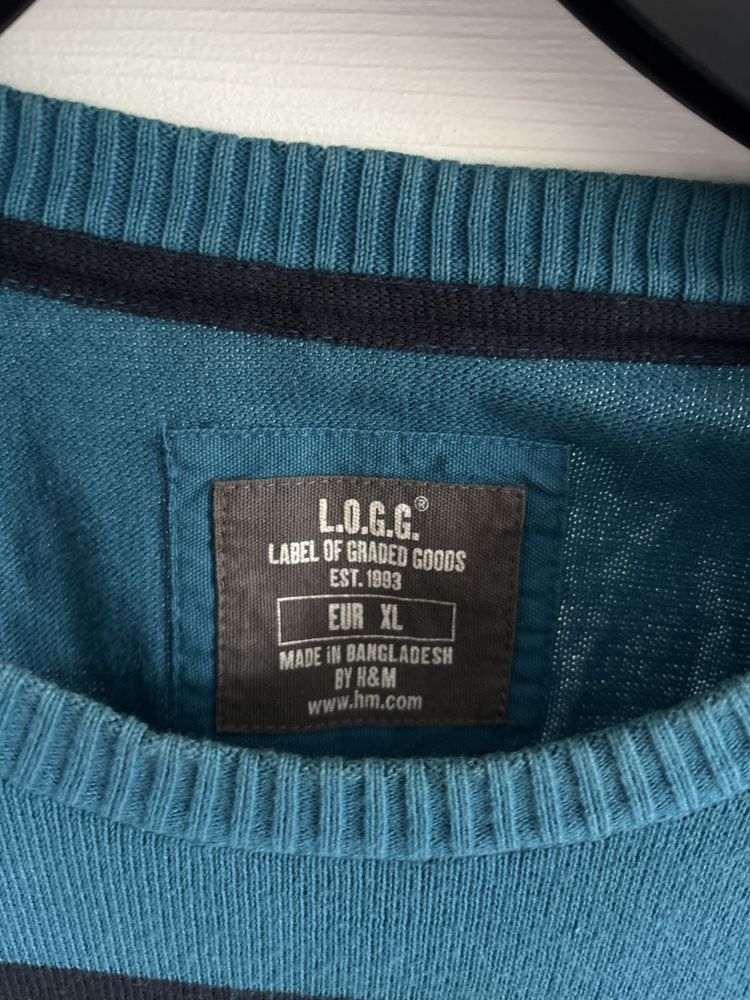 L.O.G.G.®
LABEL OF GRADED GOODS
EST. 1993
EUR XL
MADE IN BANGLADESH
BY H&M
www.hm.com